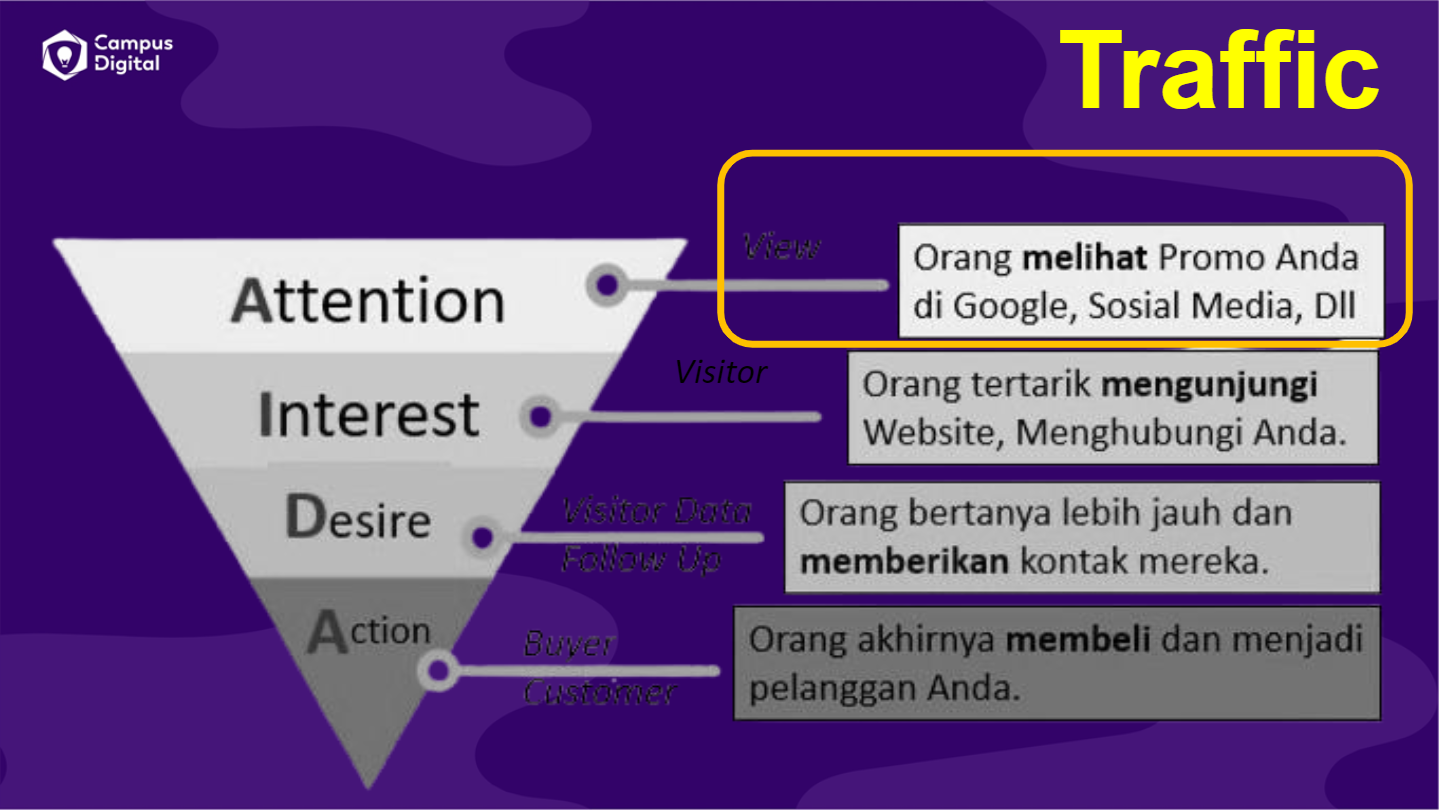 Campus
Digital
Traffic
Attention
View
Orang melihat Promo Anda
di Google, Sosial Media, Dll
Interest
Visitor
Orang tertarik mengunjungi
Website, Menghubungi Anda.
Desire
Visitor Data
Follow Up
Orang bertanya lebih jauh dan
memberikan kontak mereka.
Action
Buyer
Customer
Orang akhirnya membeli dan menjadi
pelanggan Anda.